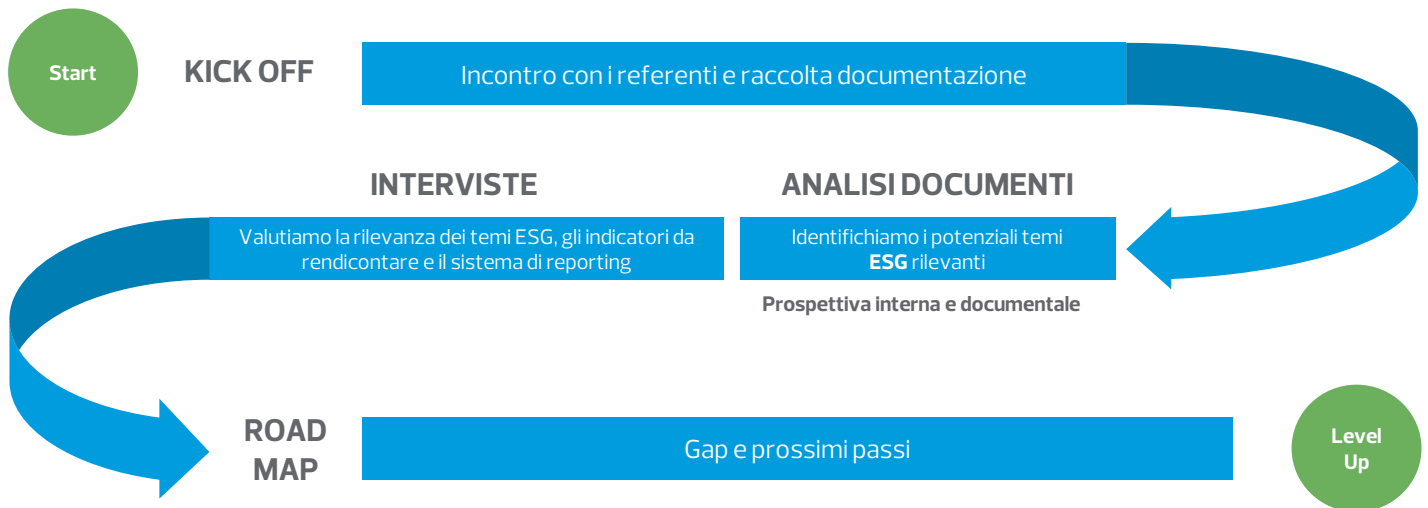 Start
KICK OFF
Incontro con i referenti e raccolta documentazione
INTERVISTE
ANALISI DOCUMENTI
Valutiamo la rilevanza dei temi ESG, gli indicatori da
rendicontare e il sistema di reporting
Identifichiamo i potenziali temi
ESG rilevanti
Prospettiva interna e documentale
ROAD
MAP
Gap e prossimi passi
Level
Up